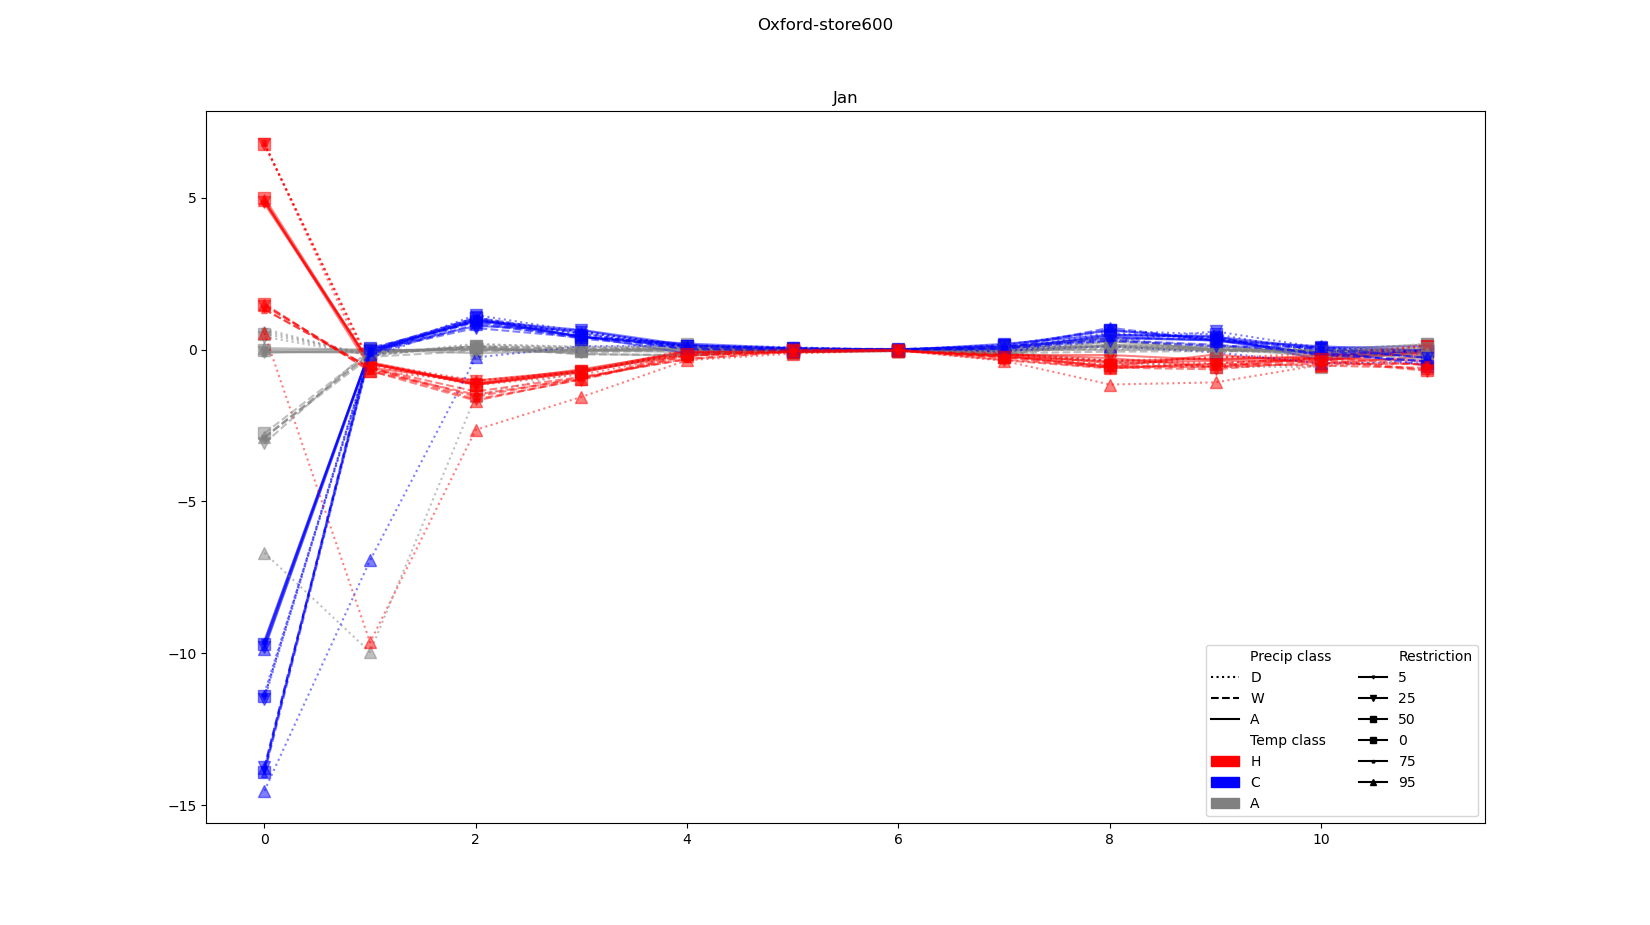 Oxford-store600
Jan
5
0
−5
−10
−15
0 2 4 6 8 10
Precip class
D
W
A
Temp class
H
C
A
Restriction
5
25
50
0
75
95